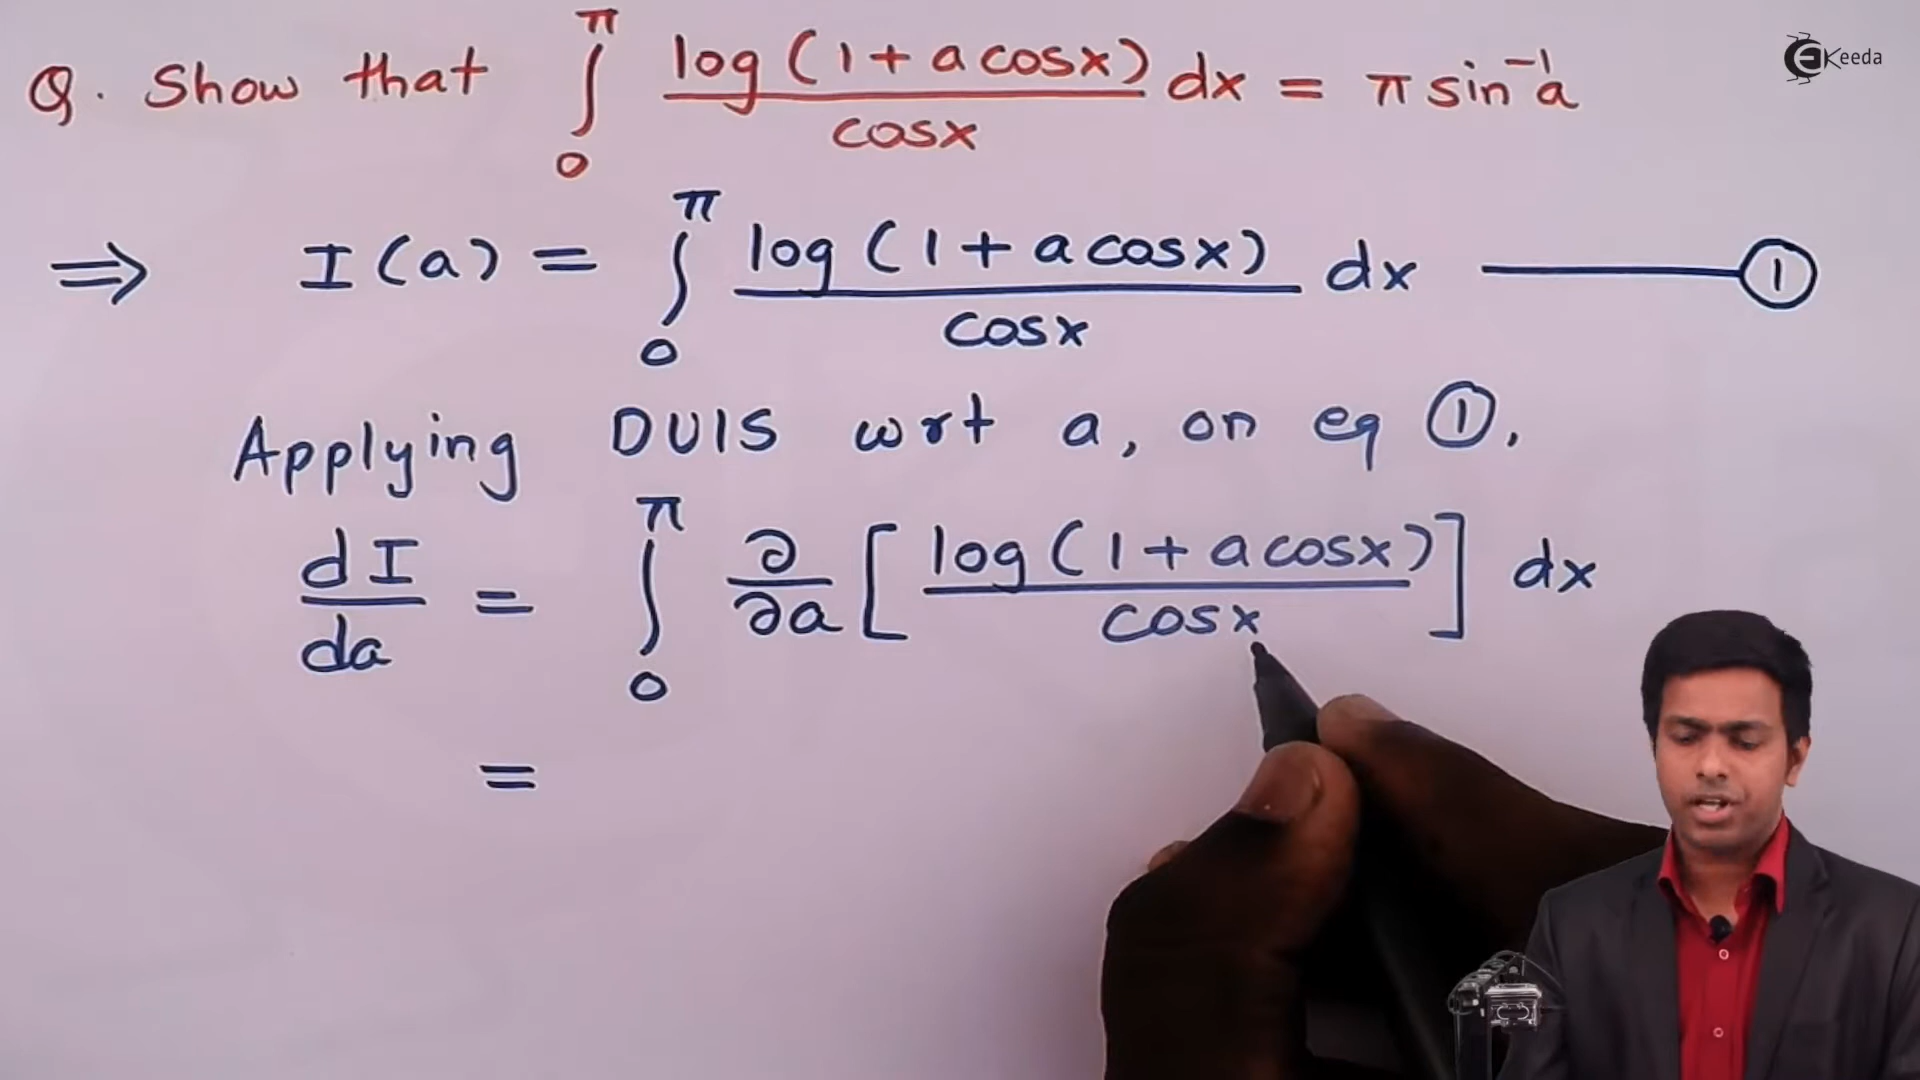 Q. Show that ∫₀^π log(1+a cosx)/cosx dx = π sin⁻¹a
EKeeda
⇒ I(a) = ∫₀^π log(1+a cosx)/cosx dx —— ①
Applying DUIS wrt a, on eq ①.
dI/da = ∫₀^π ∂/∂a [log(1+a cosx)/cosx] dx
=